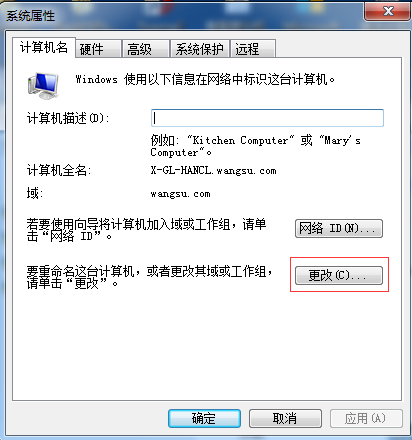 系统属性
计算机名 硬件 高级 系统保护 远程
Windows 使用以下信息在网络中标识这台计算机。
计算机描述(D):
例如: "Kitchen Computer" 或 "Mary's
Computer"。
计算机全名: X-GL-HANCL.wangsu.com
域: wangsu.com
若要使用向导将计算机加入域或工作组，请单
击“网络 ID”。
网络 ID(N)...
要重命名这台计算机，或者更改其域或工作组，
请单击“更改”。
更改(C)...
确定 取消 应用(A)